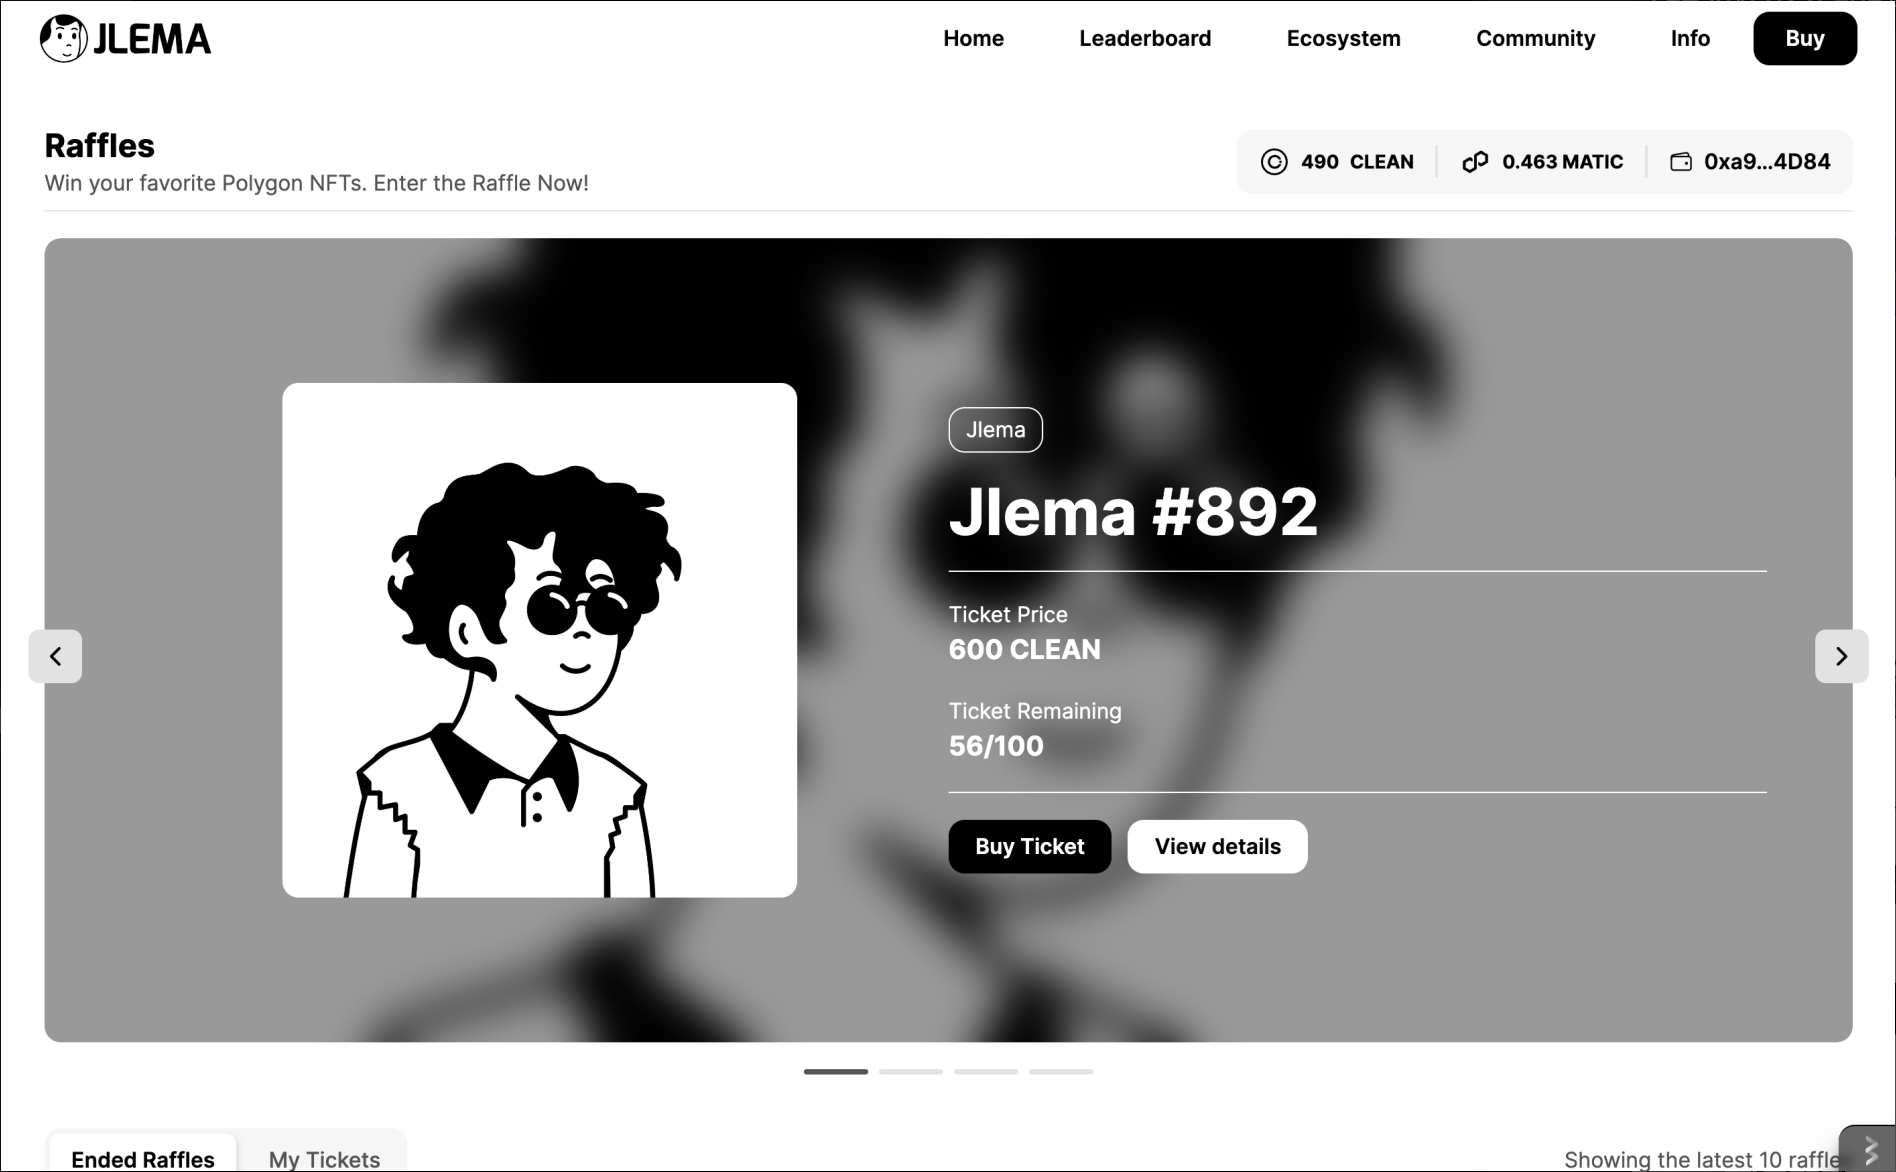 JLEMA
Home Leaderboard Ecosystem Community Info Buy
Raffles
Win your favorite Polygon NFTs. Enter the Raffle Now!
490 CLEAN 0.463 MATIC 0xa9...4D84
Jlema
Jlema #892
Ticket Price
600 CLEAN
Ticket Remaining
56/100
Buy Ticket View details
Ended Raffles My Tickets Showing the latest 10 raffle